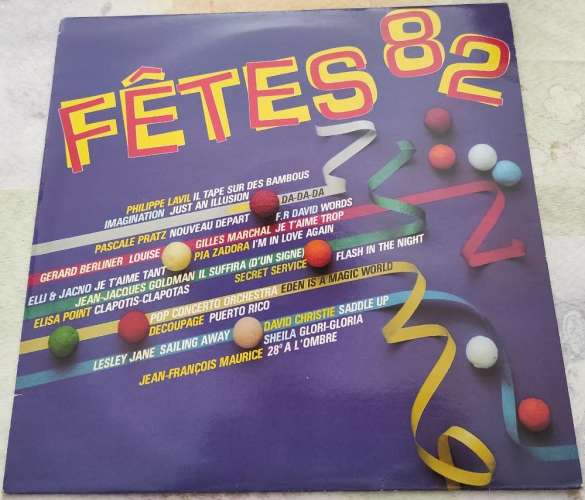 FÊTES 82
PHILIPPE LAVIL IL TAPE SUR DES BAMBOUS
IMAGINATION JUST AN ILLUSION DA-DA-DA
PASCALE PRATZ NOUVEAU DEPART F.R DAVID WORDS
GERARD BERLINER LOUISE GILLES MARCHAL JE T'AIME TROP
PIA ZADORA I'M IN LOVE AGAIN
ELLI & JACNO JE T'AIME TANT
JEAN-JACQUES GOLDMAN IL SUFFIRA (D'UN SIGNE) FLASH IN THE NIGHT
ELISA POINT CLAPOTIS-CLAPOTAS SECRET SERVICE
POP CONCERTO ORCHESTRA EDEN IS A MAGIC WORLD
DECOUPAGE PUERTO RICO
LESLEY JANE SAILING AWAY DAVID CHRISTIE SADDLE UP
SHEILA GLORI-GLORIA
JEAN-FRANÇOIS MAURICE 28° A L'OMBRE